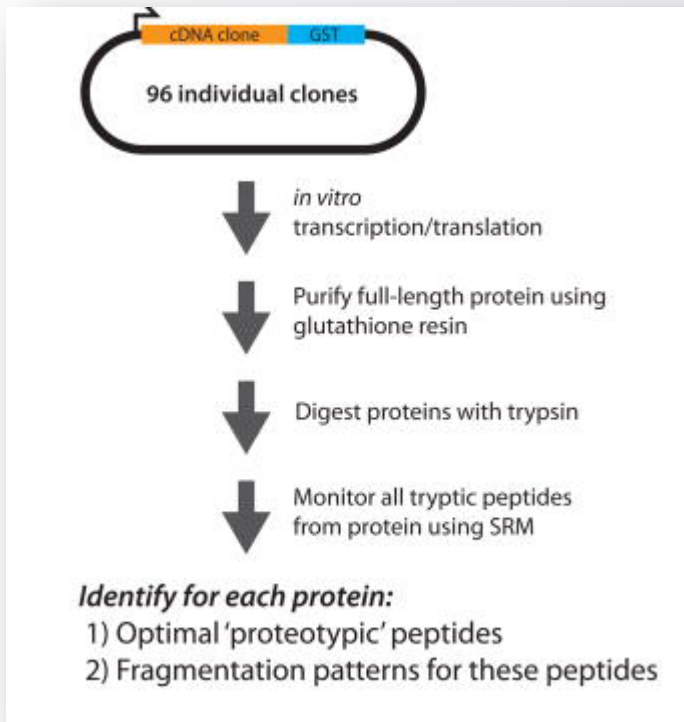 cDNA clone GST
96 individual clones
in vitro
transcription/translation
Purify full-length protein using
glutathione resin
Digest proteins with trypsin
Monitor all tryptic peptides
from protein using SRM
Identify for each protein:
1) Optimal 'proteotypic' peptides
2) Fragmentation patterns for these peptides